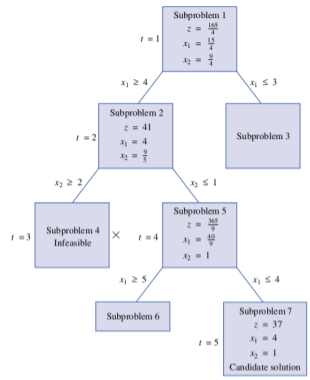 Subproblem 1
t = 1
z = 165/4
x₁ = 15/4
x₂ = 9/4
x₁ ≥ 4
x₁ ≤ 3
Subproblem 2
t = 2
z = 41
x₁ = 4
x₂ = 9/5
Subproblem 3
x₂ ≥ 2
x₂ ≤ 1
t = 3
Subproblem 4
Infeasible
×
t = 4
Subproblem 5
z = 365/9
x₁ = 40/9
x₂ = 1
x₁ ≥ 5
x₁ ≤ 4
Subproblem 6
t = 5
Subproblem 7
z = 37
x₁ = 4
x₂ = 1
Candidate solution